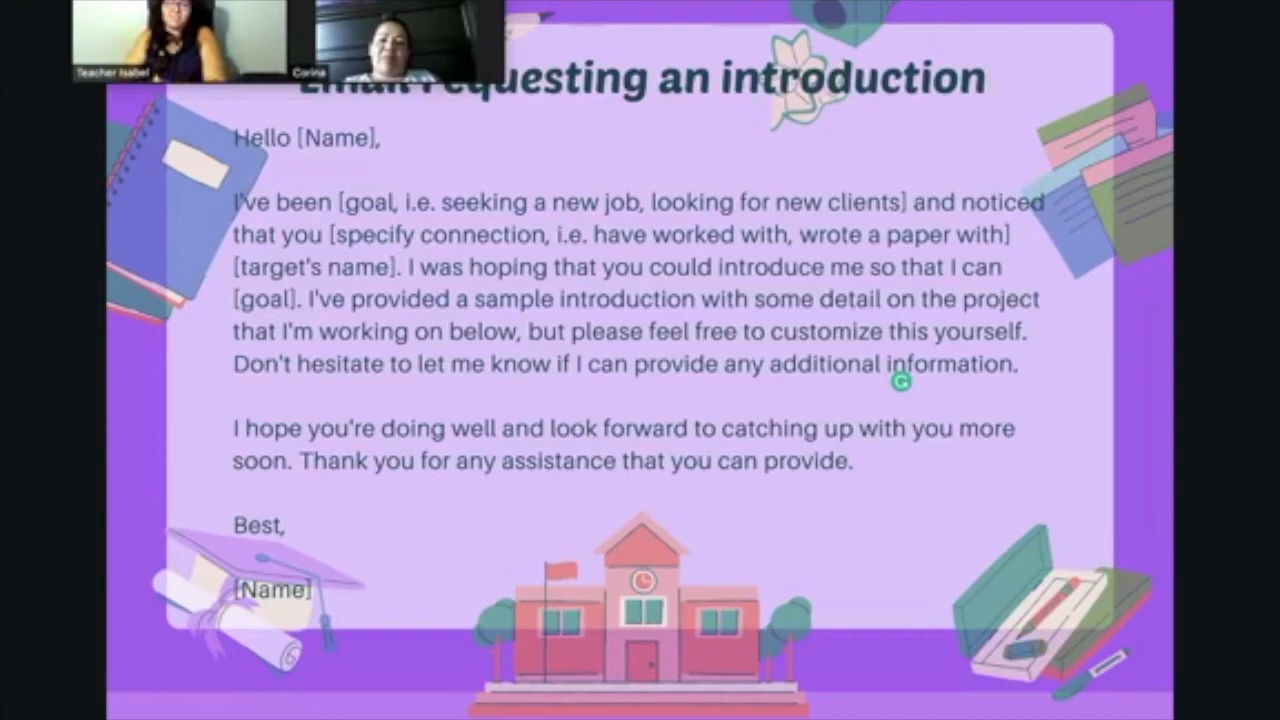 Teacher Isabel
Corina
Email requesting an introduction
Hello [Name],
I've been [goal, i.e. seeking a new job, looking for new clients] and noticed
that you [specify connection, i.e. have worked with, wrote a paper with]
[target's name]. I was hoping that you could introduce me so that I can
[goal]. I've provided a sample introduction with some detail on the project
that I'm working on below, but please feel free to customize this yourself.
Don't hesitate to let me know if I can provide any additional information.
I hope you're doing well and look forward to catching up with you more
soon. Thank you for any assistance that you can provide.
Best,
[Name]